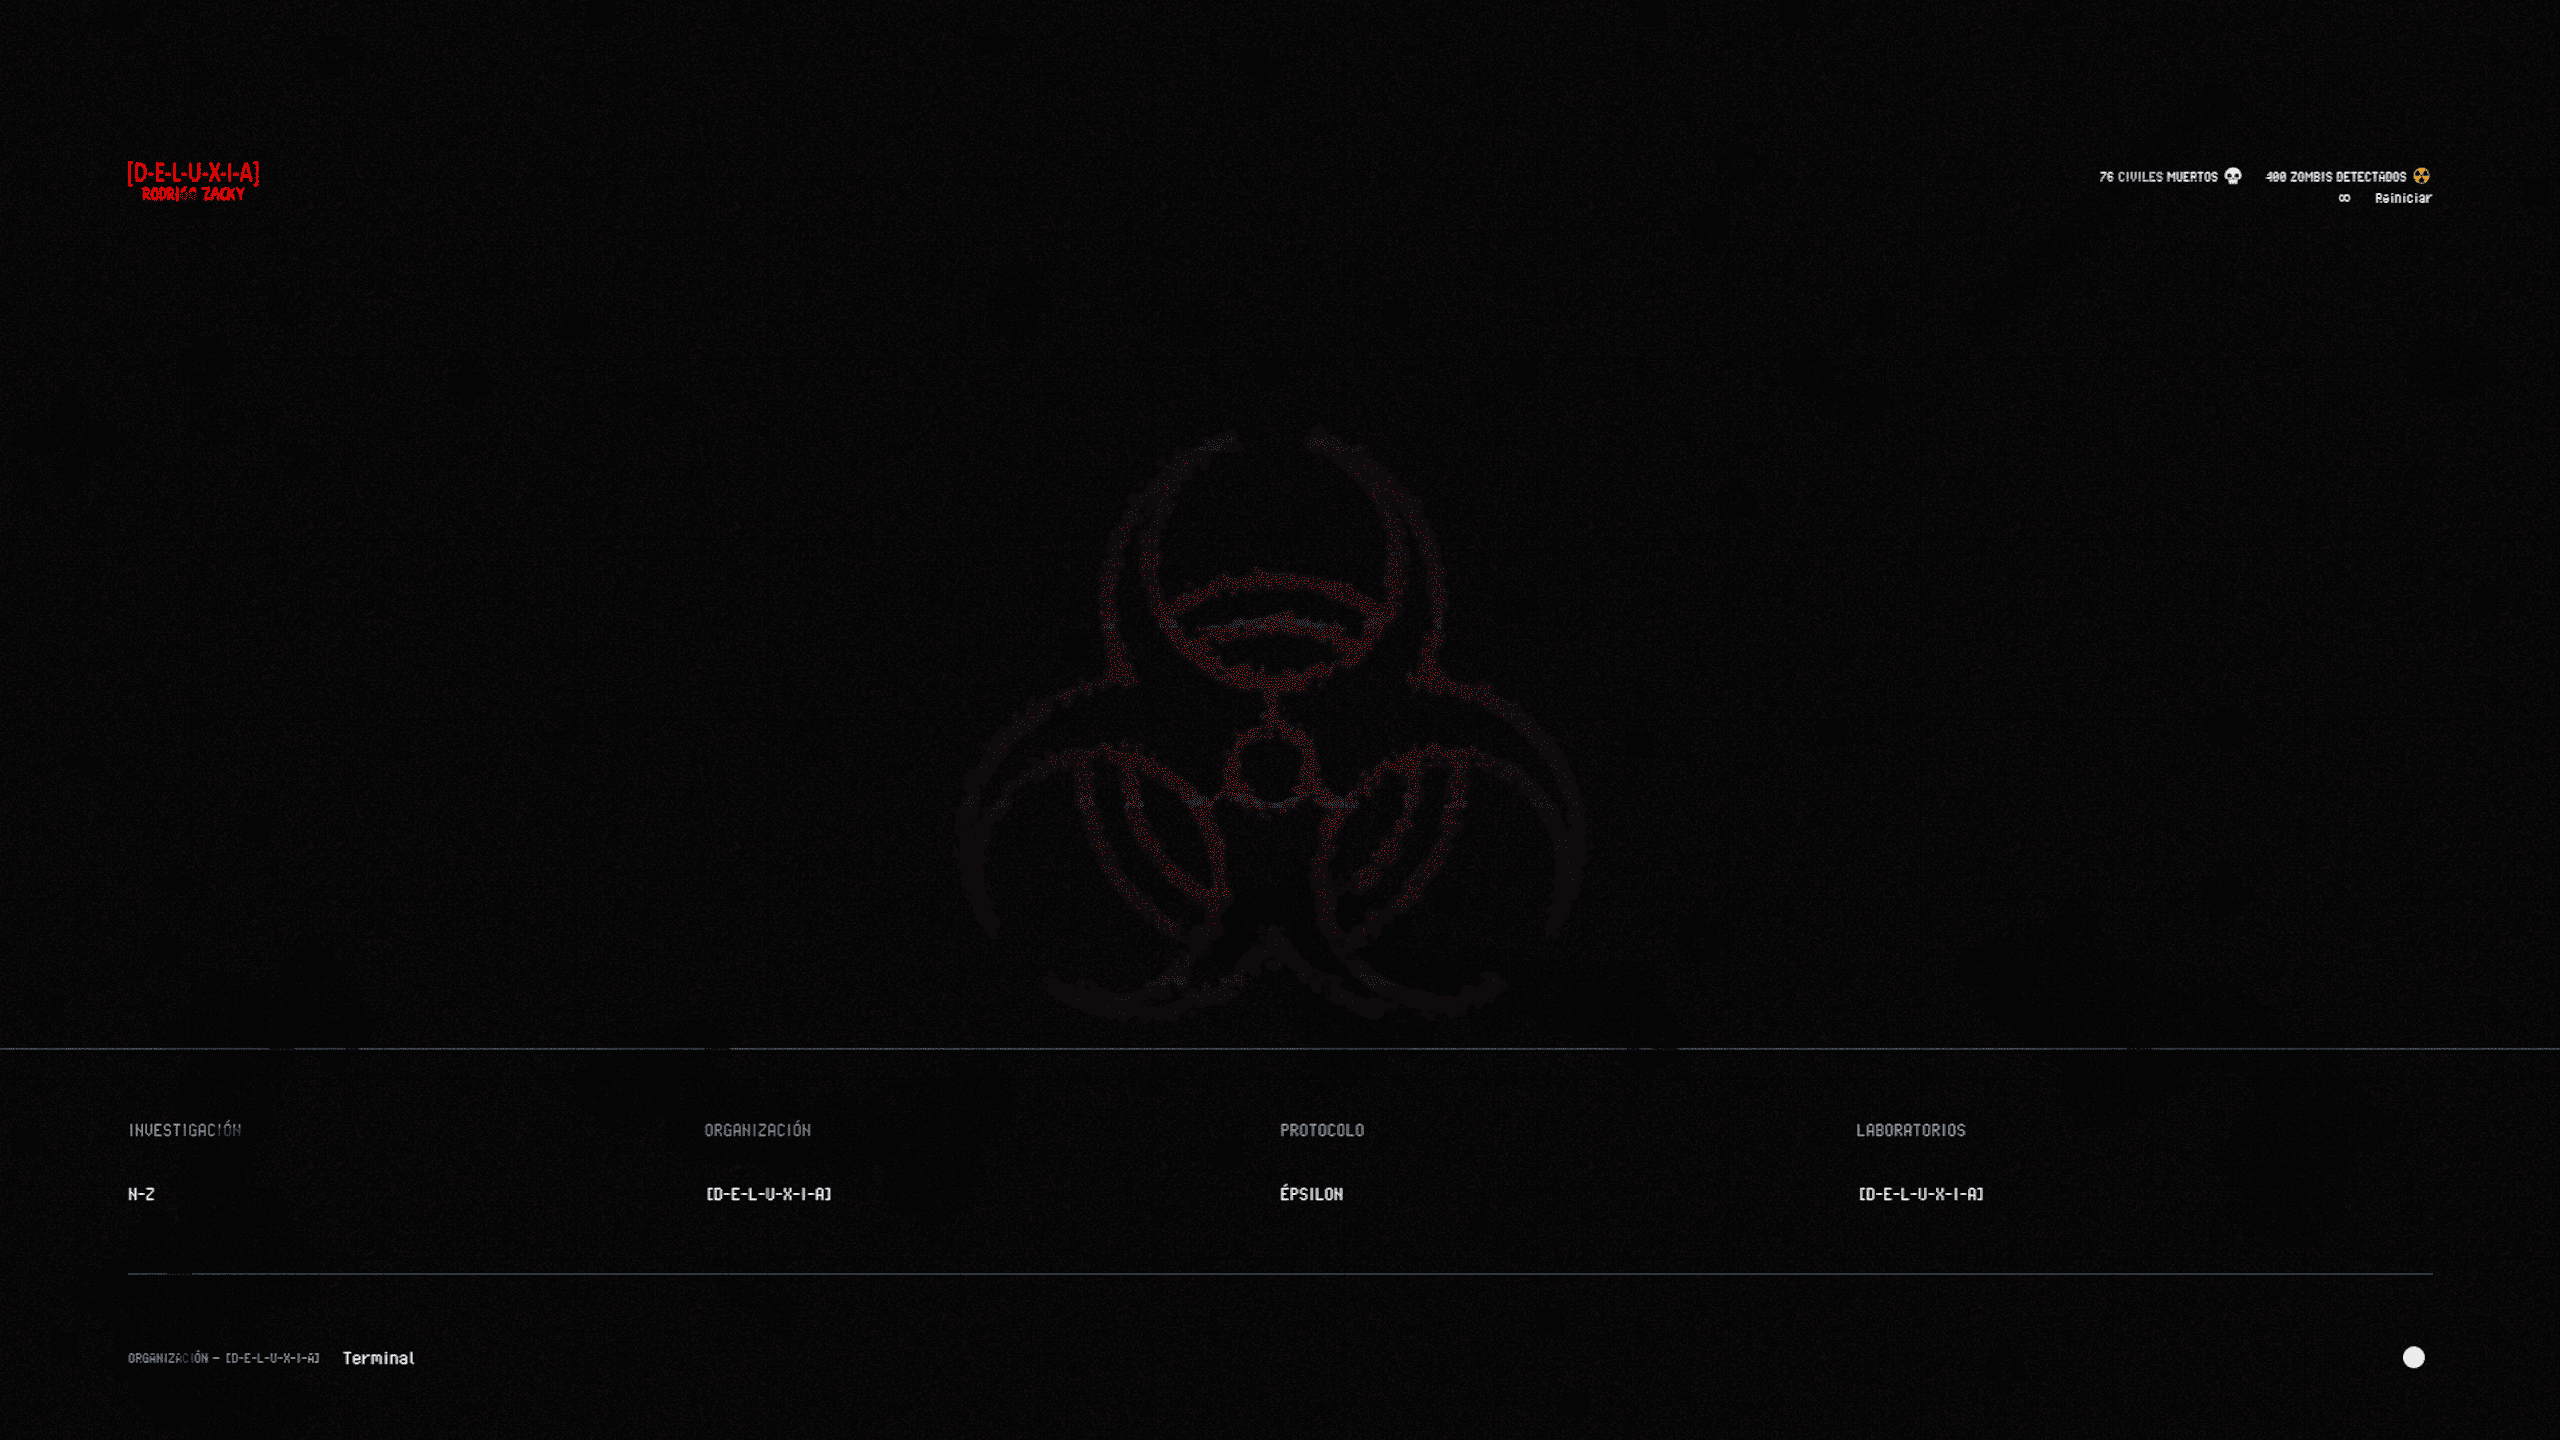 [D-E-L-U-X-I-A]
RODRIGO ZACKY
76 CIVILES MUERTOS 400 ZOMBIS DETECTADOS
∞ Reiniciar
INVESTIGACIÓN ORGANIZACIÓN PROTOCOLO LABORATORIOS
N-Z [D-E-L-U-X-I-A] ÉPSILON [D-E-L-U-X-I-A]
ORGANIZACIÓN — [D-E-L-U-X-I-A] Terminal